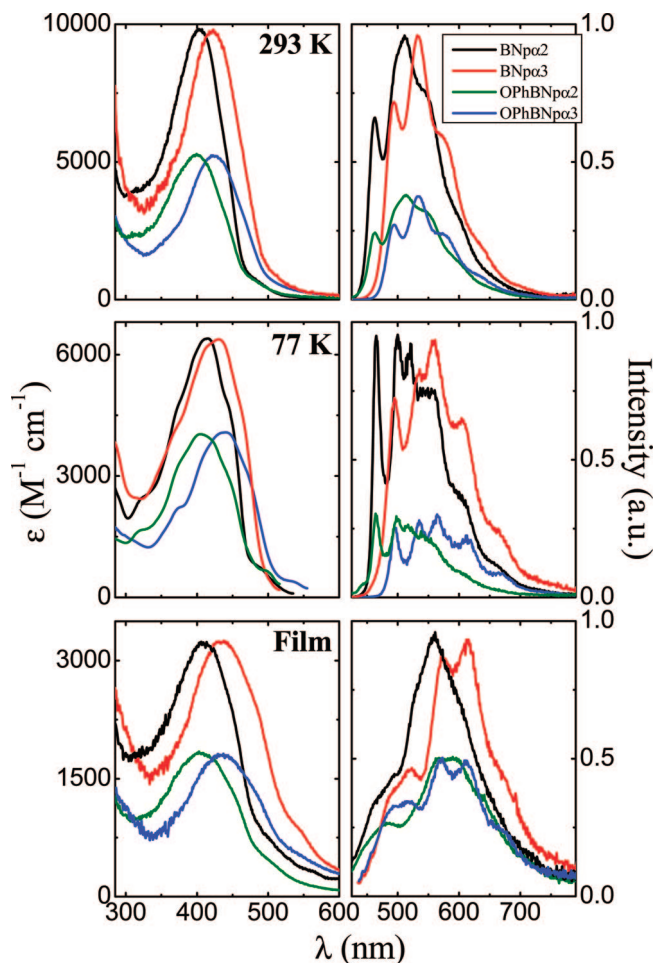 10000
5000
0
293 K
1.0
0.5
0.0
BNpα2
BNpα3
OPhBNpα2
OPhBNpα3
6000
3000
0
77 K
1.0
0.5
0.0
ε (M⁻¹ cm⁻¹)
Intensity (a.u.)
3000
1500
0
Film
1.0
0.5
0.0
300 400 500 600
500 600 700
λ (nm)
λ (nm)